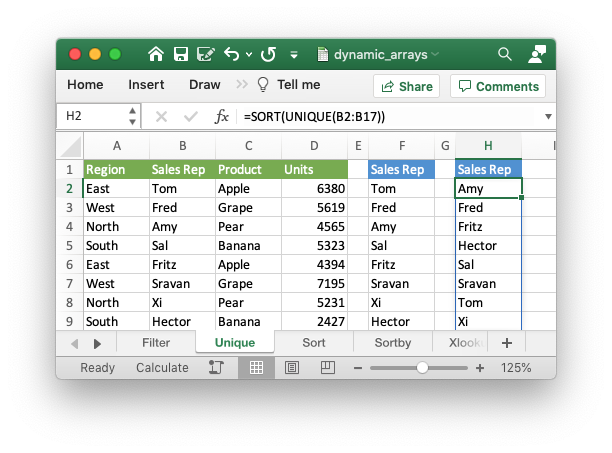 dynamic_arrays
Home Insert Draw >> Tell me Share Comments
H2 fx =SORT(UNIQUE(B2:B17))
A B C D E F G H
1 Region Sales Rep Product Units Sales Rep Sales Rep
2 East Tom Apple 6380 Tom Amy
3 West Fred Grape 5619 Fred Fred
4 North Amy Pear 4565 Amy Fritz
5 South Sal Banana 5323 Sal Hector
6 East Fritz Apple 4394 Fritz Sal
7 West Sravan Grape 7195 Sravan Sravan
8 North Xi Pear 5231 Xi Tom
9 South Hector Banana 2427 Hector Xi
Filter Unique Sort Sortby Xlook +
Ready Calculate - + 125%